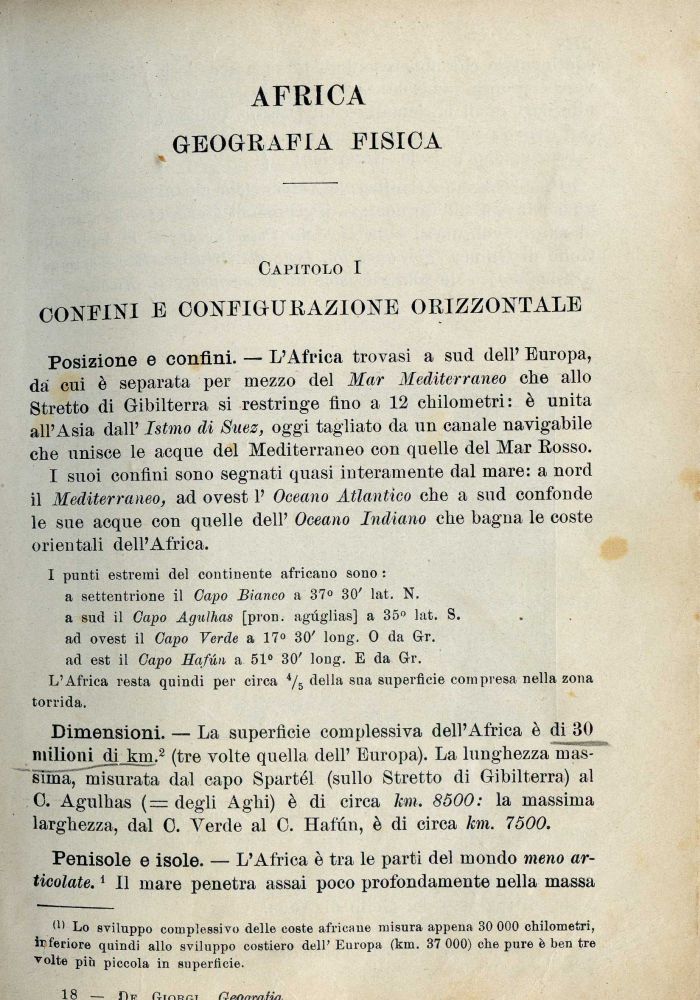 AFRICA
GEOGRAFIA FISICA
CAPITOLO I
CONFINI E CONFIGURAZIONE ORIZZONTALE
Posizione e confini. — L'Africa trovasi a sud dell' Europa,
da cui è separata per mezzo del Mar Mediterraneo che allo
Stretto di Gibilterra si restringe fino a 12 chilometri: è unita
all'Asia dall' Istmo di Suez, oggi tagliato da un canale navigabile
che unisce le acque del Mediterraneo con quelle del Mar Rosso.
I suoi confini sono segnati quasi interamente dal mare: a nord
il Mediterraneo, ad ovest l' Oceano Atlantico che a sud confonde
le sue acque con quelle dell' Oceano Indiano che bagna le coste
orientali dell'Africa.
I punti estremi del continente africano sono :
a settentrione il Capo Bianco a 37º 30′ lat. N.
a sud il Capo Agulhas [pron. agúglias] a 35º lat. S.
ad ovest il Capo Verde a 17º 30′ long. O da Gr.
ad est il Capo Hafún a 51º 30′ long. E da Gr.
L'Africa resta quindi per circa ⁴/₅ della sua superficie compresa nella zona
torrida.
Dimensioni. — La superficie complessiva dell'Africa è di 30
milioni di km.² (tre volte quella dell' Europa). La lunghezza mas-
sima, misurata dal capo Spartél (sullo Stretto di Gibilterra) al
C. Agulhas (= degli Aghi) è di circa km. 8500: la massima
larghezza, dal C. Verde al C. Hafún, è di circa km. 7500.
Penisole e isole. — L'Africa è tra le parti del mondo meno ar-
ticolate. ¹ Il mare penetra assai poco profondamente nella massa
(1) Lo sviluppo complessivo delle coste africane misura appena 30 000 chilometri,
inferiore quindi allo sviluppo costiero dell' Europa (km. 37 000) che pure è ben tre
volte più piccola in superficie.
18 — DE GIORGI, Geografia.